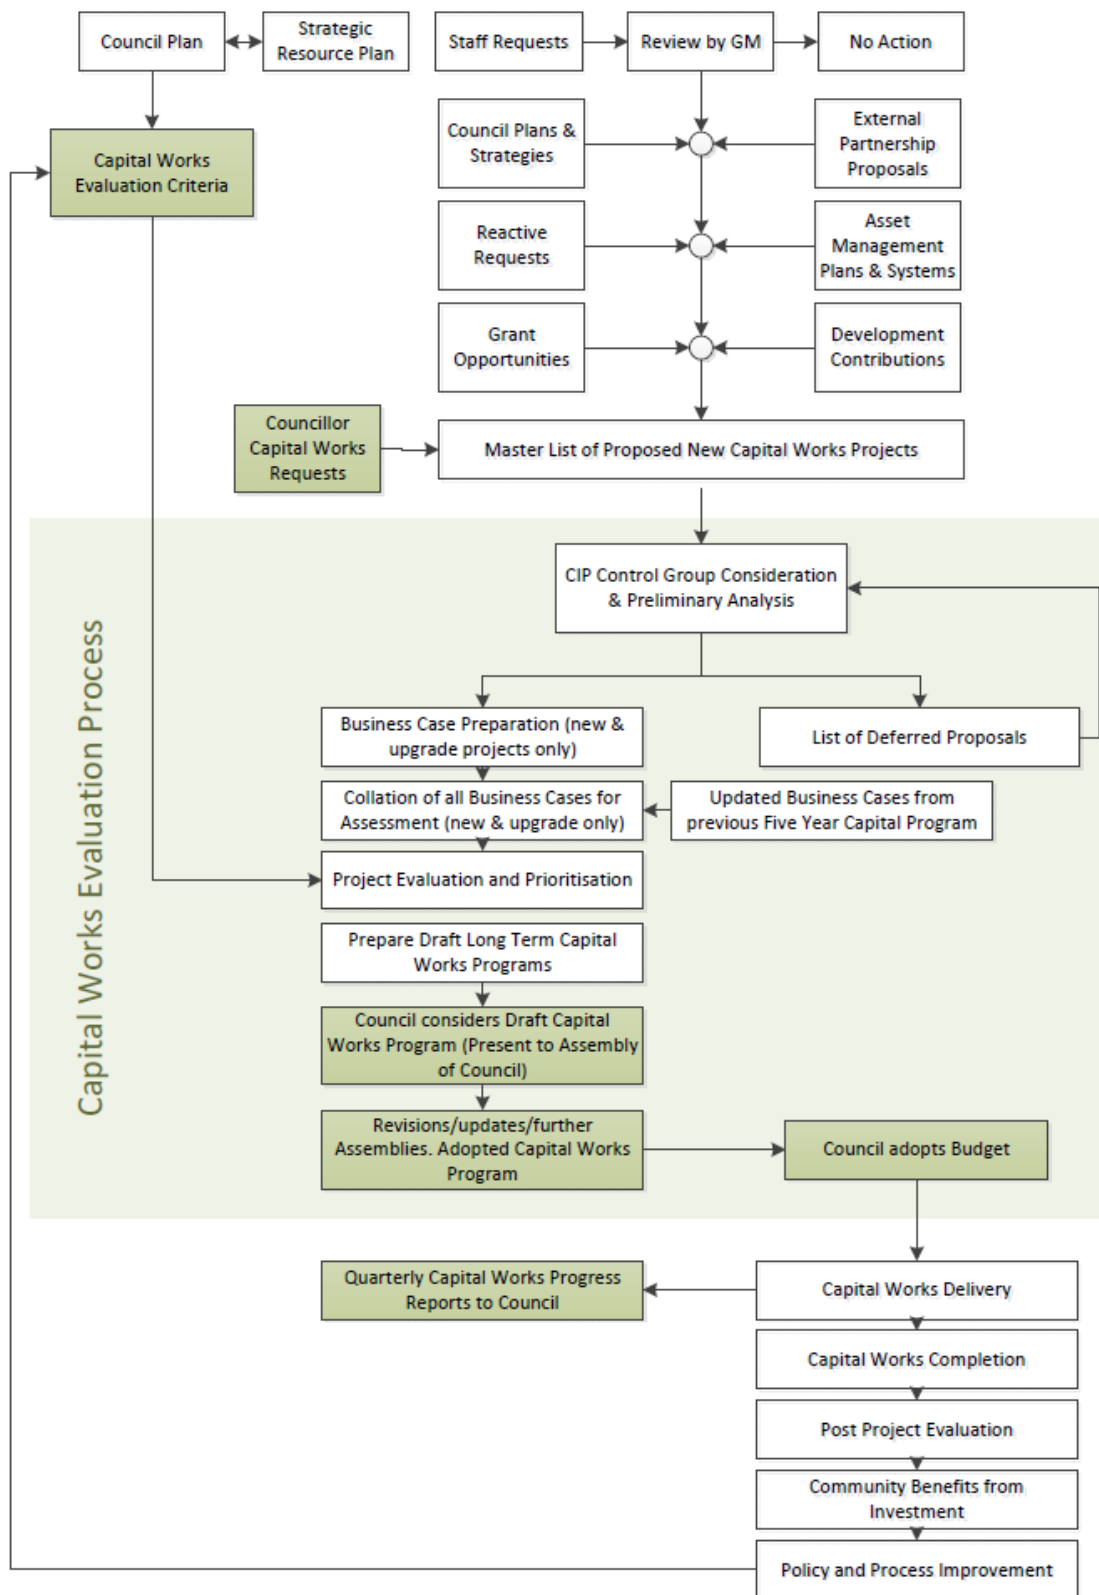 Council Plan
Strategic
Resource Plan
Staff Requests
Review by GM
No Action
Council Plans &
Strategies
External
Partnership
Proposals
Capital Works
Evaluation Criteria
Reactive
Requests
Asset
Management
Plans & Systems
Grant
Opportunities
Development
Contributions
Councillor
Capital Works
Requests
Master List of Proposed New Capital Works Projects
Capital Works Evaluation Process
CIP Control Group Consideration
& Preliminary Analysis
Business Case Preparation (new &
upgrade projects only)
List of Deferred Proposals
Collation of all Business Cases for
Assessment (new & upgrade only)
Updated Business Cases from
previous Five Year Capital Program
Project Evaluation and Prioritisation
Prepare Draft Long Term Capital
Works Programs
Council considers Draft Capital
Works Program (Present to Assembly
of Council)
Revisions/updates/further
Assemblies. Adopted Capital Works
Program
Council adopts Budget
Quarterly Capital Works Progress
Reports to Council
Capital Works Delivery
Capital Works Completion
Post Project Evaluation
Community Benefits from
Investment
Policy and Process Improvement